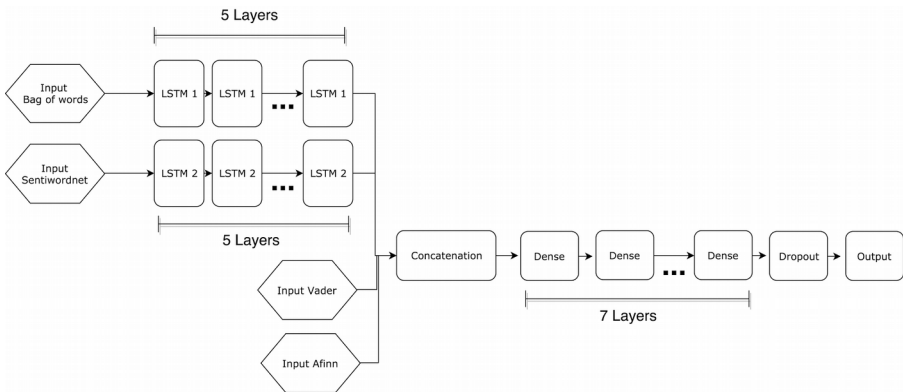 5 Layers
Input
Bag of words
LSTM 1
LSTM 1
...
LSTM 1
Input
Sentiwordnet
LSTM 2
LSTM 2
...
LSTM 2
5 Layers
Input Vader
Input Afinn
Concatenation
Dense
Dense
...
Dense
Dropout
Output
7 Layers